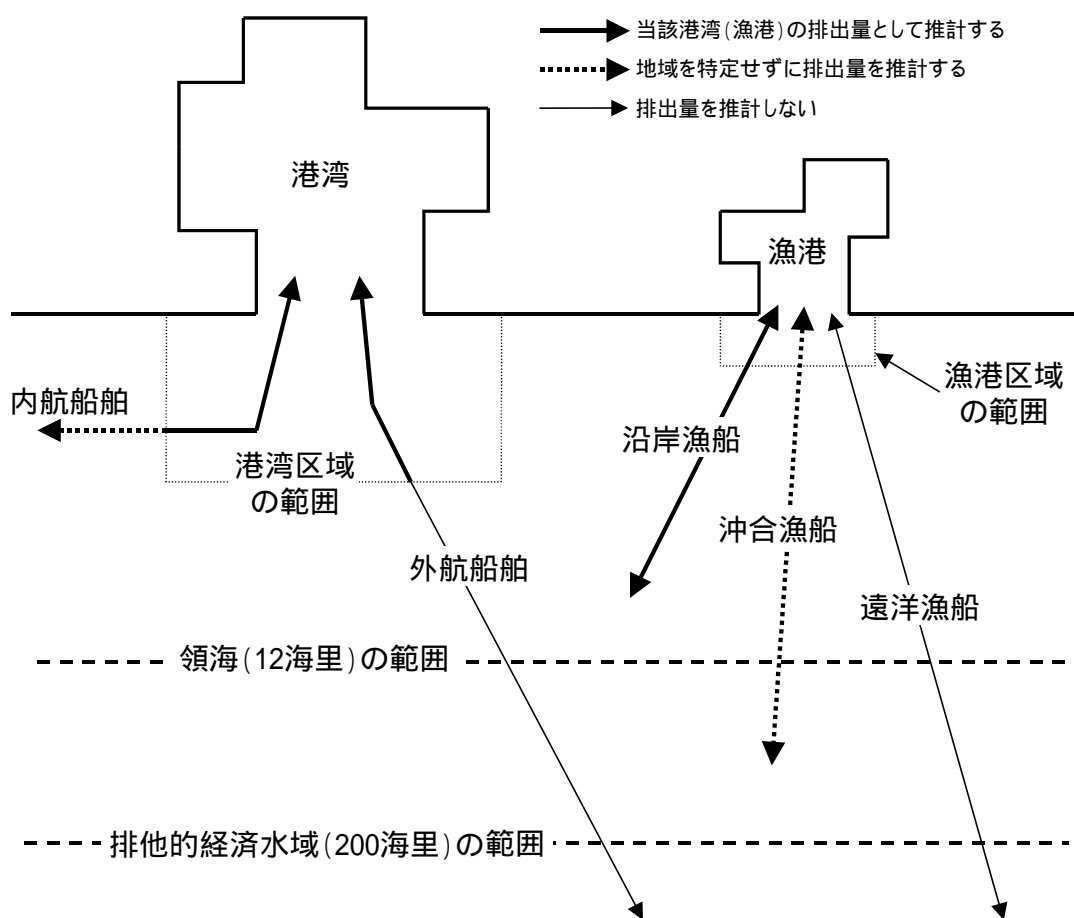 当該港湾(漁港)の排出量として推計する
地域を特定せずに排出量を推計する
排出量を推計しない
港湾
漁港
内航船舶
港湾区域
の範囲
漁港区域
の範囲
沿岸漁船
沖合漁船
外航船舶
遠洋漁船
領海(12海里)の範囲
排他的経済水域(200海里)の範囲